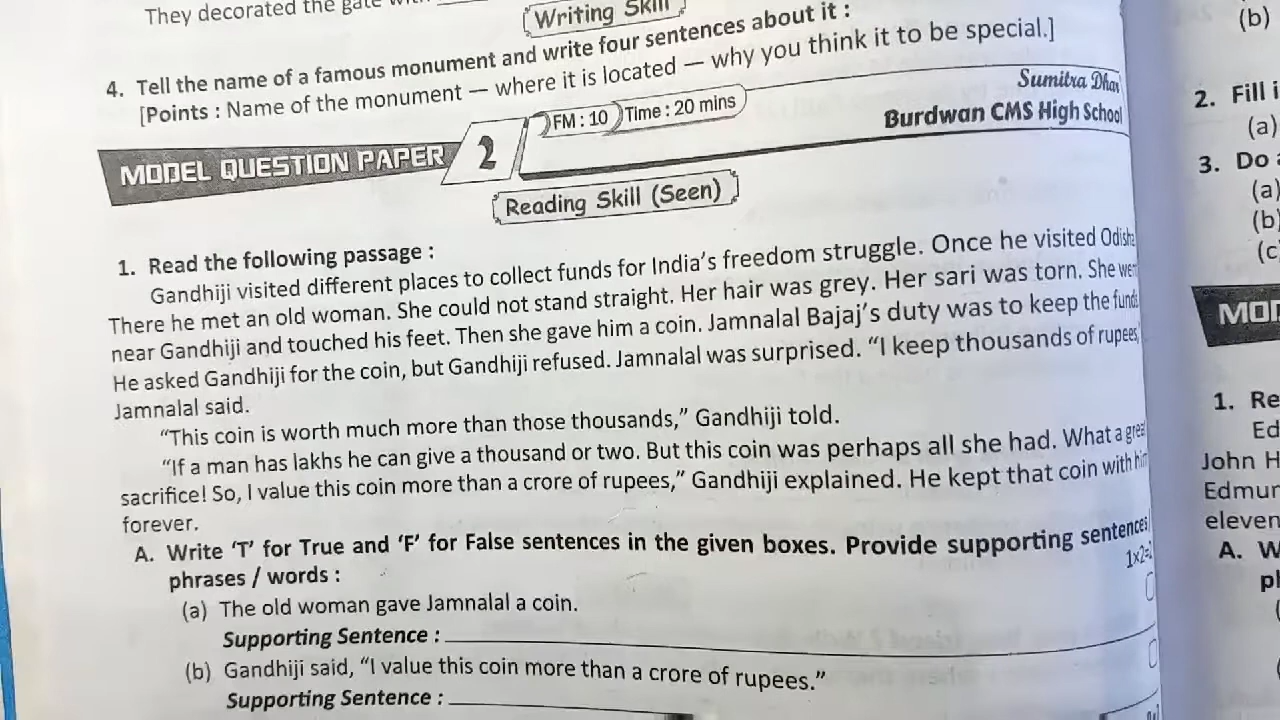 They decorated the gate
Writing Skill
4. Tell the name of a famous monument and write four sentences about it :
[Points : Name of the monument — where it is located — why you think it to be special.]
Sumitra Dhar
Burdwan CMS High School
MODEL QUESTION PAPER 2 FM : 10 Time : 20 mins
Reading Skill (Seen)
1. Read the following passage :
Gandhiji visited different places to collect funds for India's freedom struggle. Once he visited Odisha
There he met an old woman. She could not stand straight. Her hair was grey. Her sari was torn. She went
near Gandhiji and touched his feet. Then she gave him a coin. Jamnalal Bajaj's duty was to keep the funds
He asked Gandhiji for the coin, but Gandhiji refused. Jamnalal was surprised. “I keep thousands of rupees,
Jamnalal said.
“This coin is worth much more than those thousands,” Gandhiji told.
“If a man has lakhs he can give a thousand or two. But this coin was perhaps all she had. What a great
sacrifice! So, I value this coin more than a crore of rupees,” Gandhiji explained. He kept that coin with him
forever.
A. Write ‘T’ for True and ‘F’ for False sentences in the given boxes. Provide supporting sentences
phrases / words : 1x2=2
(a) The old woman gave Jamnalal a coin.
Supporting Sentence :
(b) Gandhiji said, “I value this coin more than a crore of rupees.”
Supporting Sentence :
(b)
2. Fill i
(a)
3. Do
(a)
(b)
(c
MOD
1. Re
Ed
John H
Edmun
eleven
A. W